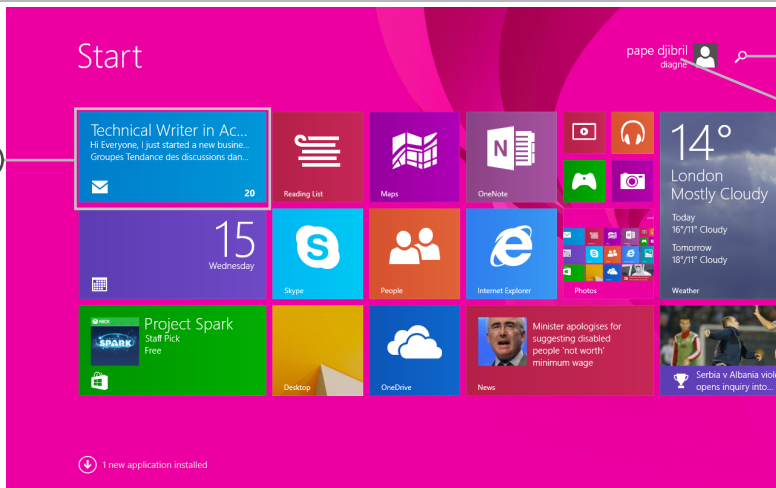 Start
pape djibril
diagne
Technical Writer in Ac...
Hi Everyone, I just started a new busine...
Groupes Tendance des discussions dan...
20
Reading List
Maps
N
OneNote
14°
London
Mostly Cloudy
Today
16°/11° Cloudy
Tomorrow
18°/11° Cloudy
Weather
15
Wednesday
S
Skype
People
Internet Explorer
Photos
XBOX
SPARK
Project Spark
Staff Pick
Free
Desktop
OneDrive
Minister apologises for
suggesting disabled
people 'not worth'
minimum wage
News
Serbia v Albania viole
opens inquiry into...
1 new application installed